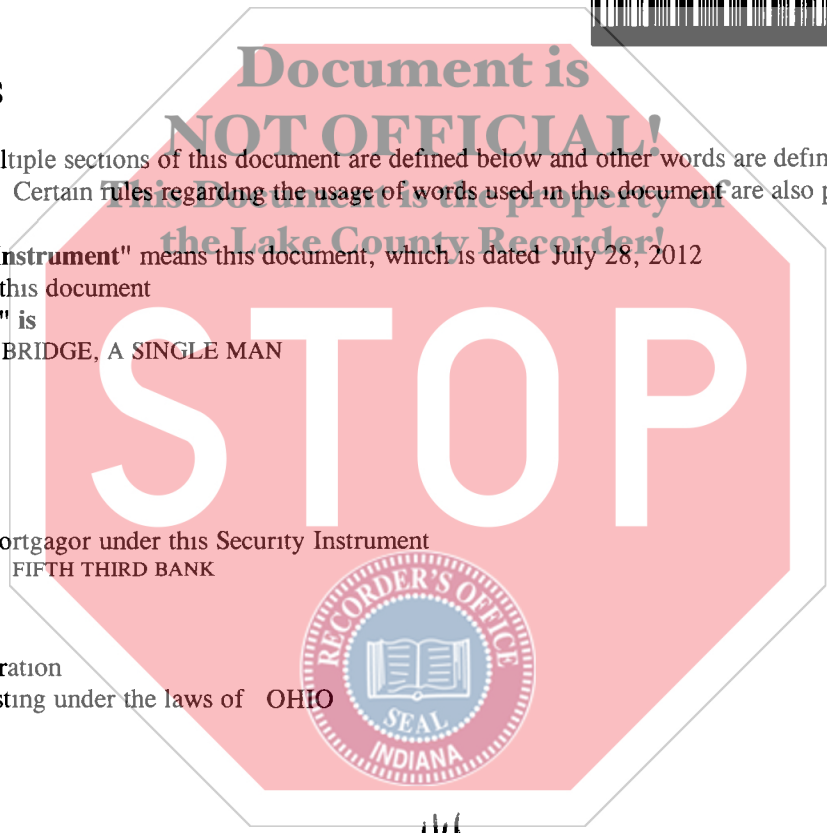 S
Document is
NOT OFFICIAL!
ltiple sections of this document are defined below and other words are defin
Certain rules regarding the usage of words used in this document are also p
This Document is the property of
the Lake County Recorder!
nstrument" means this document, which is dated July 28, 2012
this document
" is
BRIDGE, A SINGLE MAN
STOP
ortgagor under this Security Instrument
FIFTH THIRD BANK
ration
sting under the laws of OHIO
RECORDER'S OFFICE
SEAL
INDIANA